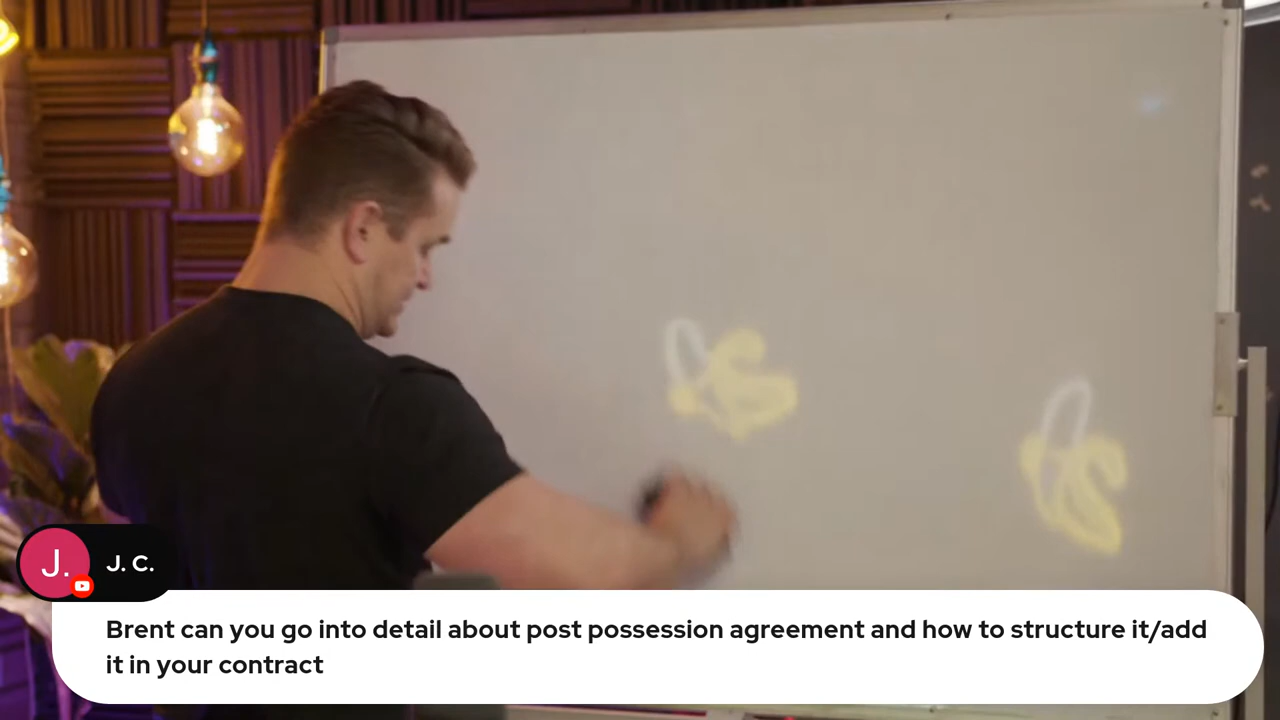 J.
J. C.
Brent can you go into detail about post possession agreement and how to structure it/add
it in your contract